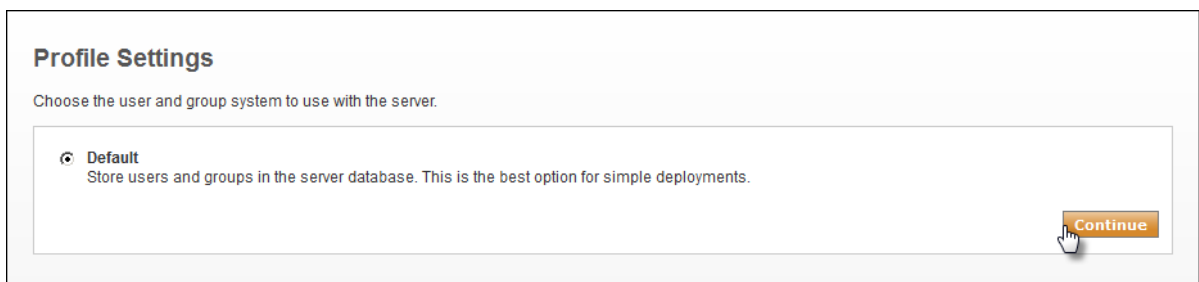 Profile Settings
Choose the user and group system to use with the server.
Default
Store users and groups in the server database. This is the best option for simple deployments.
Continue